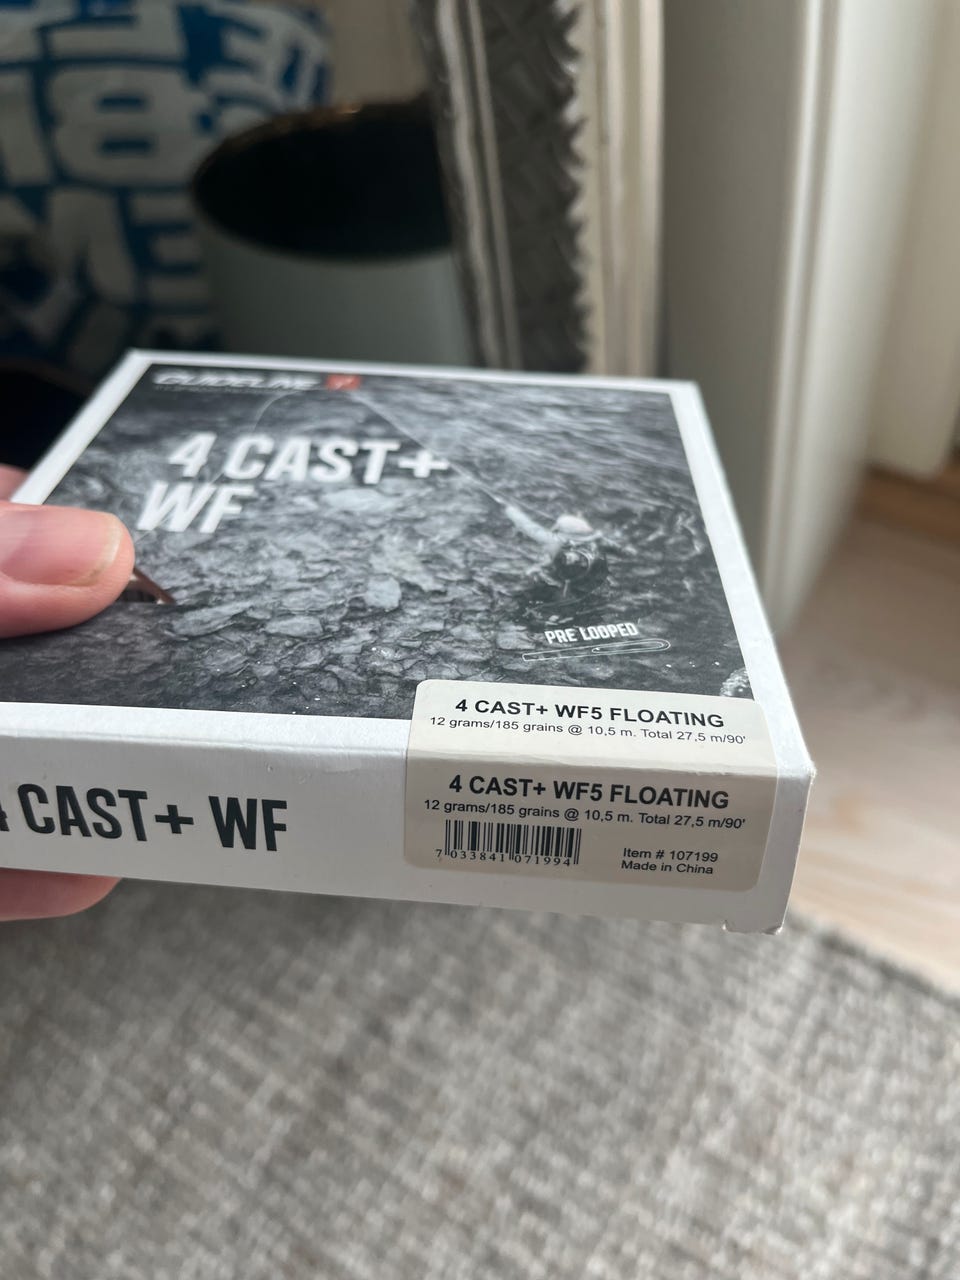 GUIDELINE
4 CAST+
WF
PRE LOOPED
4 CAST+ WF5 FLOATING
12 grams/185 grains @ 10,5 m. Total 27,5 m/90'
4 CAST+ WF
4 CAST+ WF5 FLOATING
12 grams/185 grains @ 10,5 m. Total 27,5 m/90'
7 033841 071994
Item # 107199
Made in China